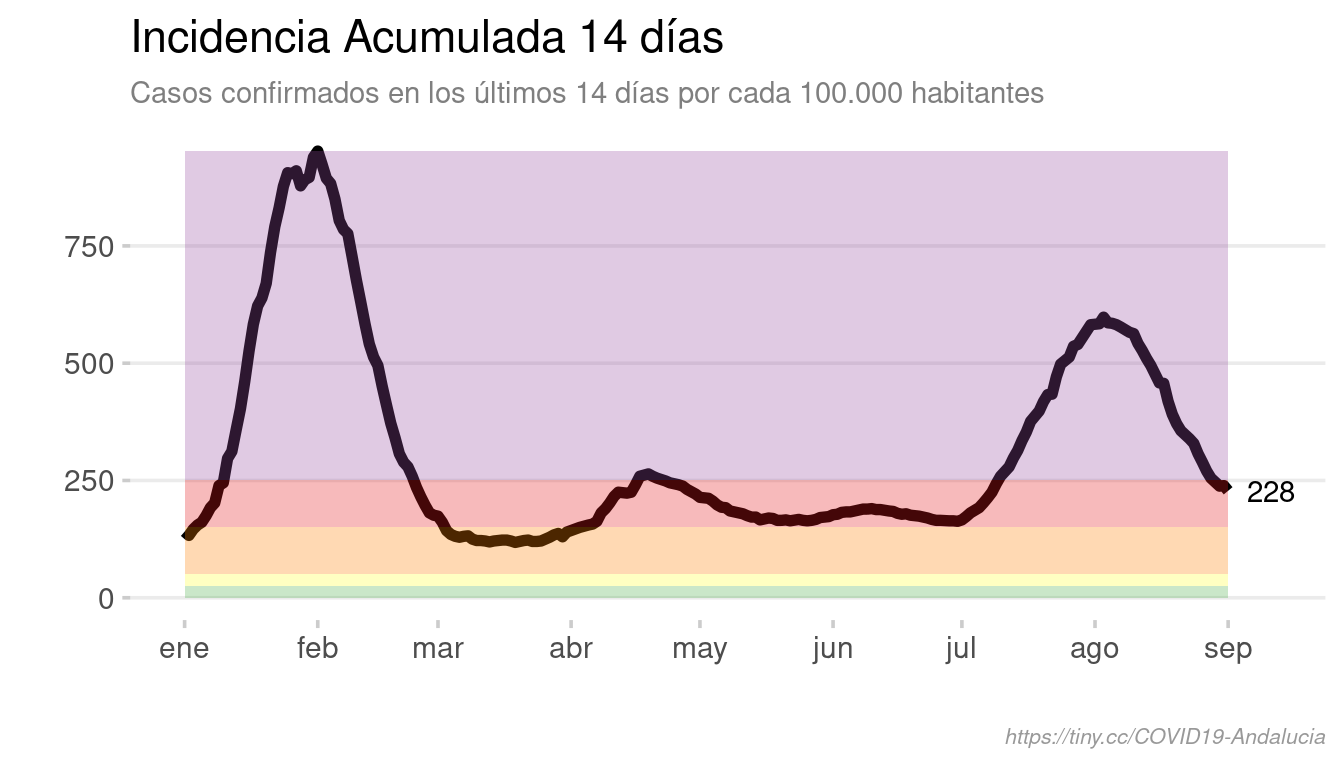 Incidencia Acumulada 14 días
Casos confirmados en los últimos 14 días por cada 100.000 habitantes
750
500
250
228
0
ene feb mar abr may jun jul ago sep
https://tiny.cc/COVID19-Andalucia